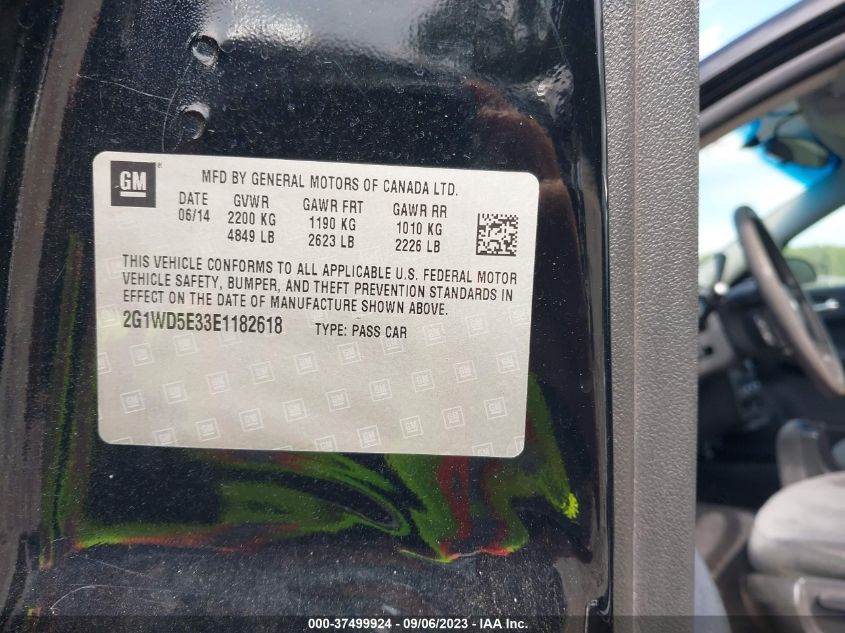 GM
MFD BY GENERAL MOTORS OF CANADA LTD.
DATE GVWR GAWR FRT GAWR RR
06/14 2200 KG 1190 KG 1010 KG
4849 LB 2623 LB 2226 LB
THIS VEHICLE CONFORMS TO ALL APPLICABLE U.S. FEDERAL MOTOR
VEHICLE SAFETY, BUMPER, AND THEFT PREVENTION STANDARDS IN
EFFECT ON THE DATE OF MANUFACTURE SHOWN ABOVE.
2G1WD5E33E1182618 TYPE: PASS CAR
000-37499924 - 09/06/2023 - IAA Inc.